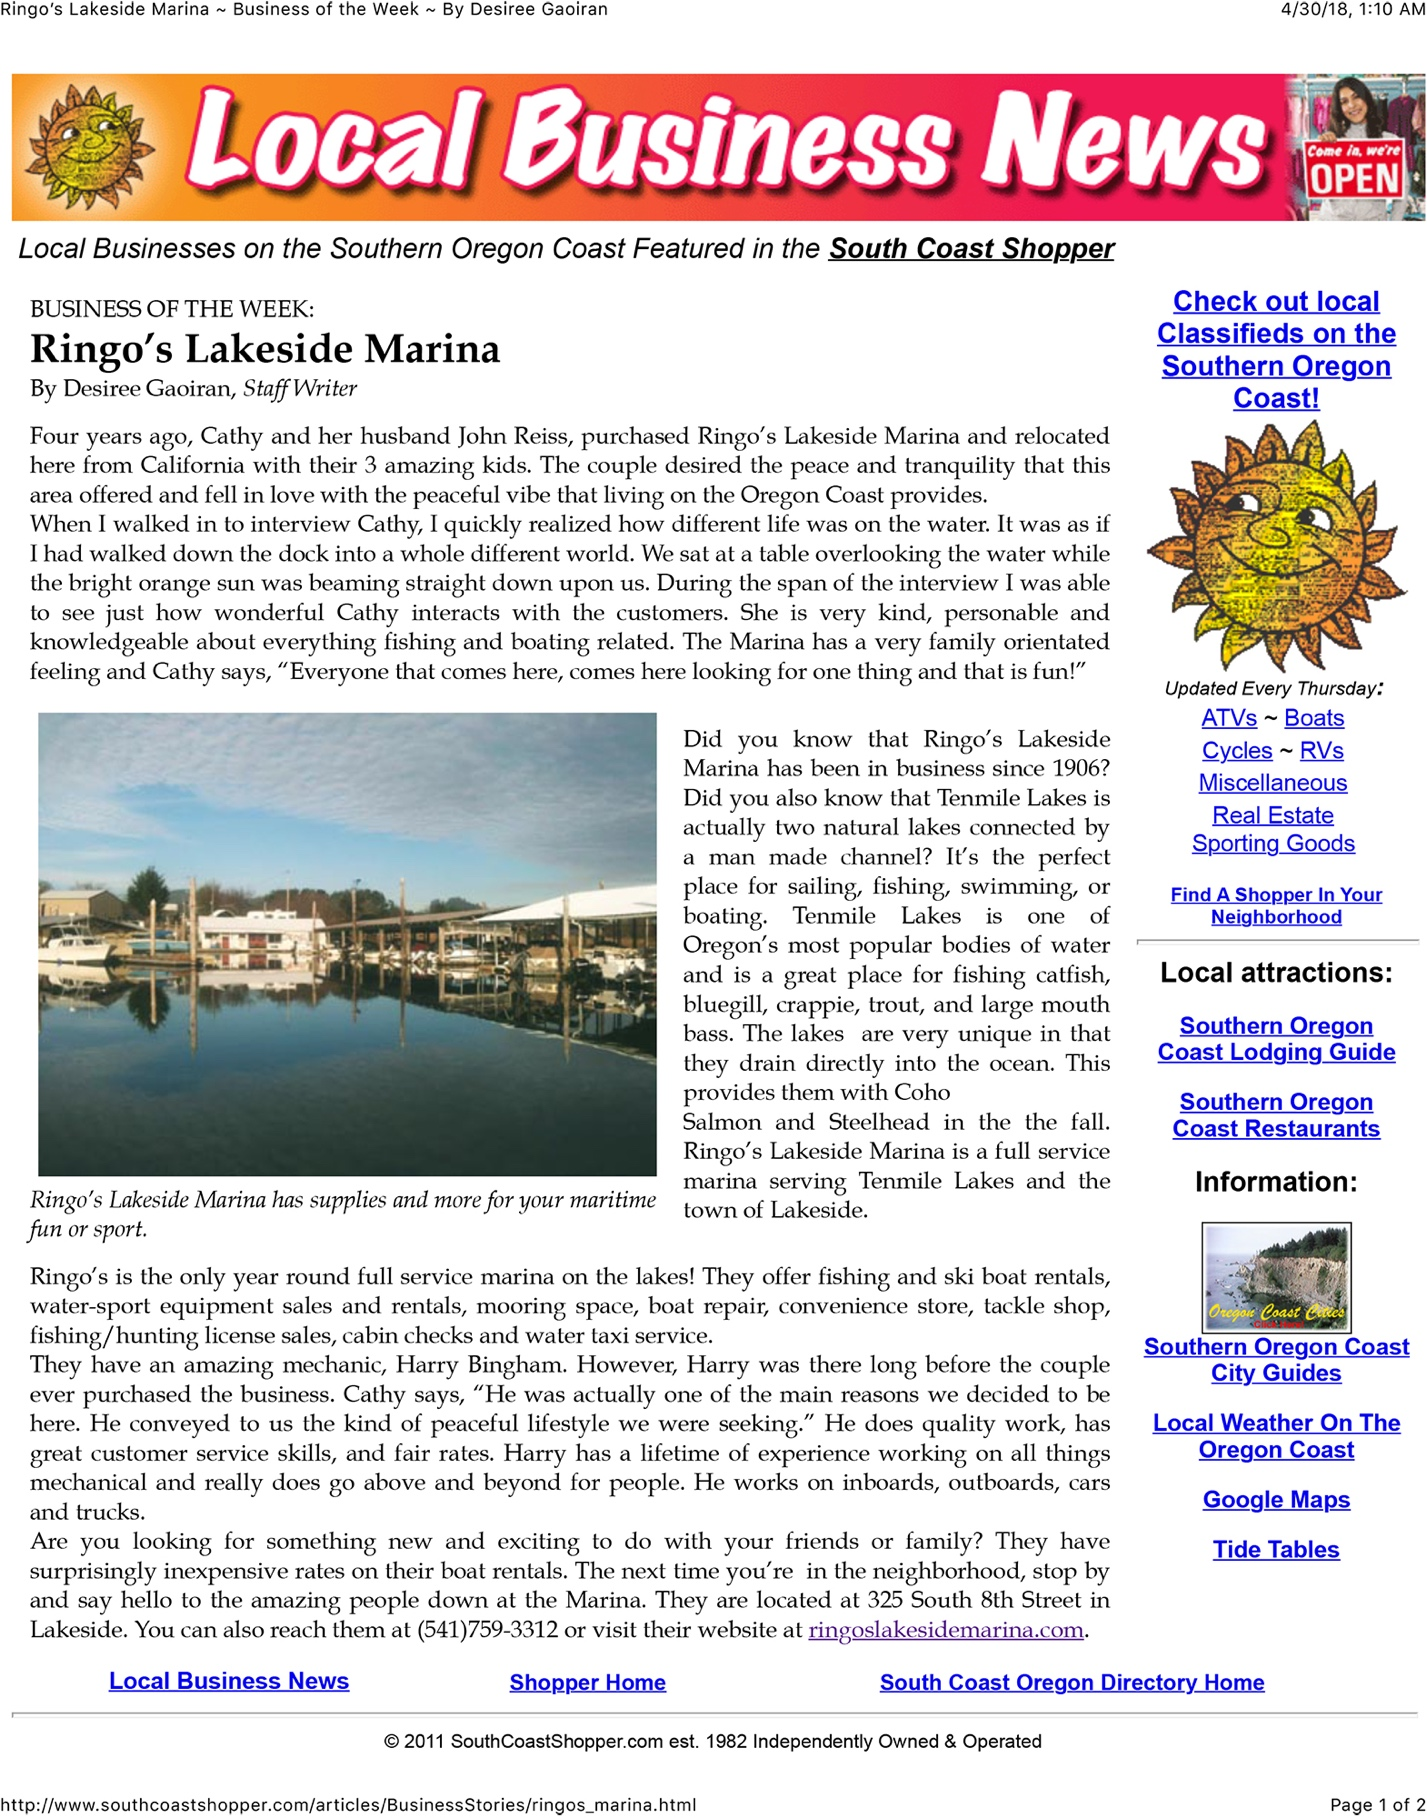 Ringo’s Lakeside Marina ~ Business of the Week ~ By Desiree Gaoiran
4/30/18, 1:10 AM
Local Business News
Come in, we're
OPEN
Local Businesses on the Southern Oregon Coast Featured in the South Coast Shopper
BUSINESS OF THE WEEK:
Ringo’s Lakeside Marina
By Desiree Gaoiran, Staff Writer
Four years ago, Cathy and her husband John Reiss, purchased Ringo’s Lakeside Marina and relocated
here from California with their 3 amazing kids. The couple desired the peace and tranquility that this
area offered and fell in love with the peaceful vibe that living on the Oregon Coast provides.
When I walked in to interview Cathy, I quickly realized how different life was on the water. It was as if
I had walked down the dock into a whole different world. We sat at a table overlooking the water while
the bright orange sun was beaming straight down upon us. During the span of the interview I was able
to see just how wonderful Cathy interacts with the customers. She is very kind, personable and
knowledgeable about everything fishing and boating related. The Marina has a very family orientated
feeling and Cathy says, “Everyone that comes here, comes here looking for one thing and that is fun!”
Did you know that Ringo’s Lakeside
Marina has been in business since 1906?
Did you also know that Tenmile Lakes is
actually two natural lakes connected by
a man made channel? It’s the perfect
place for sailing, fishing, swimming, or
boating. Tenmile Lakes is one of
Oregon’s most popular bodies of water
and is a great place for fishing catfish,
bluegill, crappie, trout, and large mouth
bass. The lakes are very unique in that
they drain directly into the ocean. This
provides them with Coho
Salmon and Steelhead in the the fall.
Ringo’s Lakeside Marina is a full service
marina serving Tenmile Lakes and the
town of Lakeside.
Ringo’s Lakeside Marina has supplies and more for your maritime
fun or sport.
Ringo’s is the only year round full service marina on the lakes! They offer fishing and ski boat rentals,
water-sport equipment sales and rentals, mooring space, boat repair, convenience store, tackle shop,
fishing/hunting license sales, cabin checks and water taxi service.
They have an amazing mechanic, Harry Bingham. However, Harry was there long before the couple
ever purchased the business. Cathy says, “He was actually one of the main reasons we decided to be
here. He conveyed to us the kind of peaceful lifestyle we were seeking.” He does quality work, has
great customer service skills, and fair rates. Harry has a lifetime of experience working on all things
mechanical and really does go above and beyond for people. He works on inboards, outboards, cars
and trucks.
Are you looking for something new and exciting to do with your friends or family? They have
surprisingly inexpensive rates on their boat rentals. The next time you’re in the neighborhood, stop by
and say hello to the amazing people down at the Marina. They are located at 325 South 8th Street in
Lakeside. You can also reach them at (541)759-3312 or visit their website at ringoslakesidemarina.com.
Check out local
Classifieds on the
Southern Oregon
Coast!
Updated Every Thursday:
ATVs ~ Boats
Cycles ~ RVs
Miscellaneous
Real Estate
Sporting Goods
Find A Shopper In Your
Neighborhood
Local attractions:
Southern Oregon
Coast Lodging Guide
Southern Oregon
Coast Restaurants
Information:
Oregon Coast Cities
Click Here!
Southern Oregon Coast
City Guides
Local Weather On The
Oregon Coast
Google Maps
Tide Tables
Local Business News
Shopper Home
South Coast Oregon Directory Home
© 2011 SouthCoastShopper.com est. 1982 Independently Owned & Operated
http://www.southcoastshopper.com/articles/BusinessStories/ringos_marina.html
Page 1 of 2